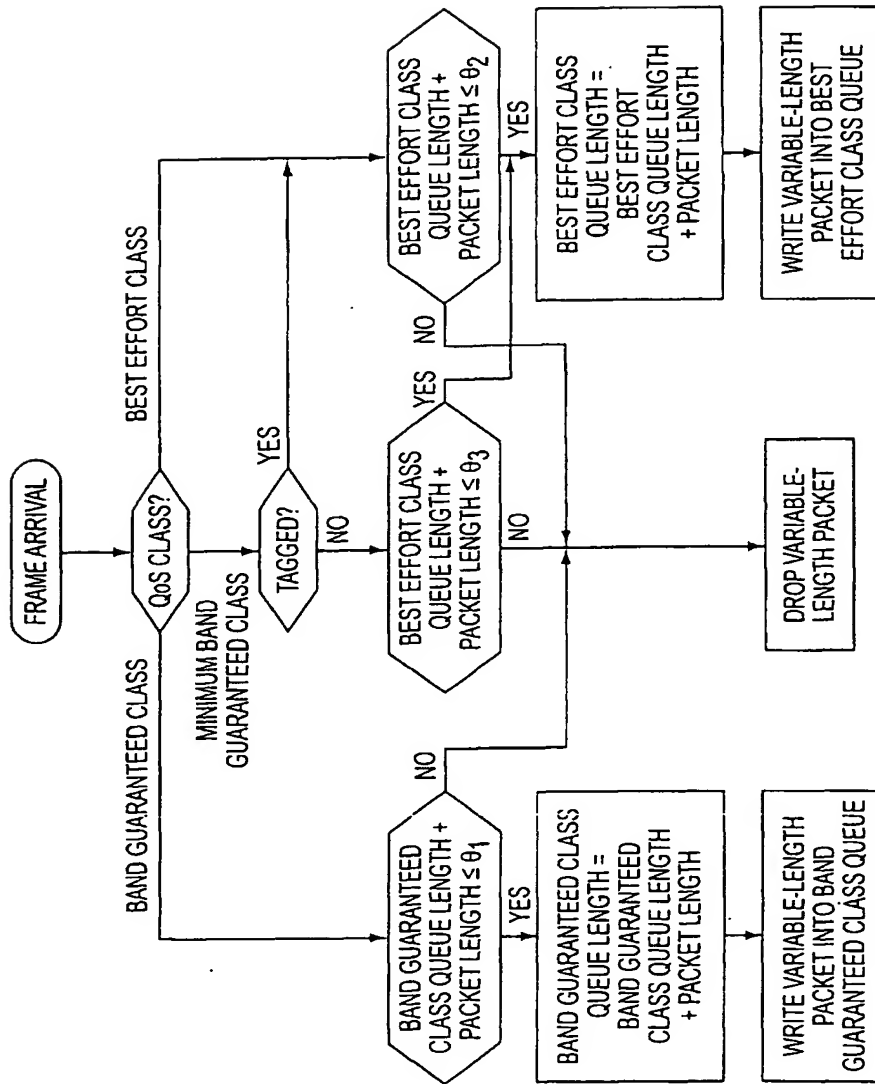 FRAME ARRIVAL
QoS CLASS?
BAND GUARANTEED CLASS
BEST EFFORT CLASS
MINIMUM BAND
GUARANTEED CLASS
TAGGED?
YES
NO
BAND GUARANTEED
CLASS QUEUE LENGTH +
PACKET LENGTH ≤ θ1
NO
YES
BEST EFFORT CLASS
QUEUE LENGTH +
PACKET LENGTH ≤ θ3
YES
NO
BEST EFFORT CLASS
QUEUE LENGTH +
PACKET LENGTH ≤ θ2
NO
YES
BAND GUARANTEED CLASS
QUEUE LENGTH =
BAND GUARANTEED
CLASS QUEUE LENGTH
+ PACKET LENGTH
BEST EFFORT CLASS
QUEUE LENGTH =
BEST EFFORT
CLASS QUEUE LENGTH
+ PACKET LENGTH
WRITE VARIABLE-LENGTH
PACKET INTO BAND
GUARANTEED CLASS QUEUE
DROP VARIABLE-
LENGTH PACKET
WRITE VARIABLE-LENGTH
PACKET INTO BEST
EFFORT CLASS QUEUE